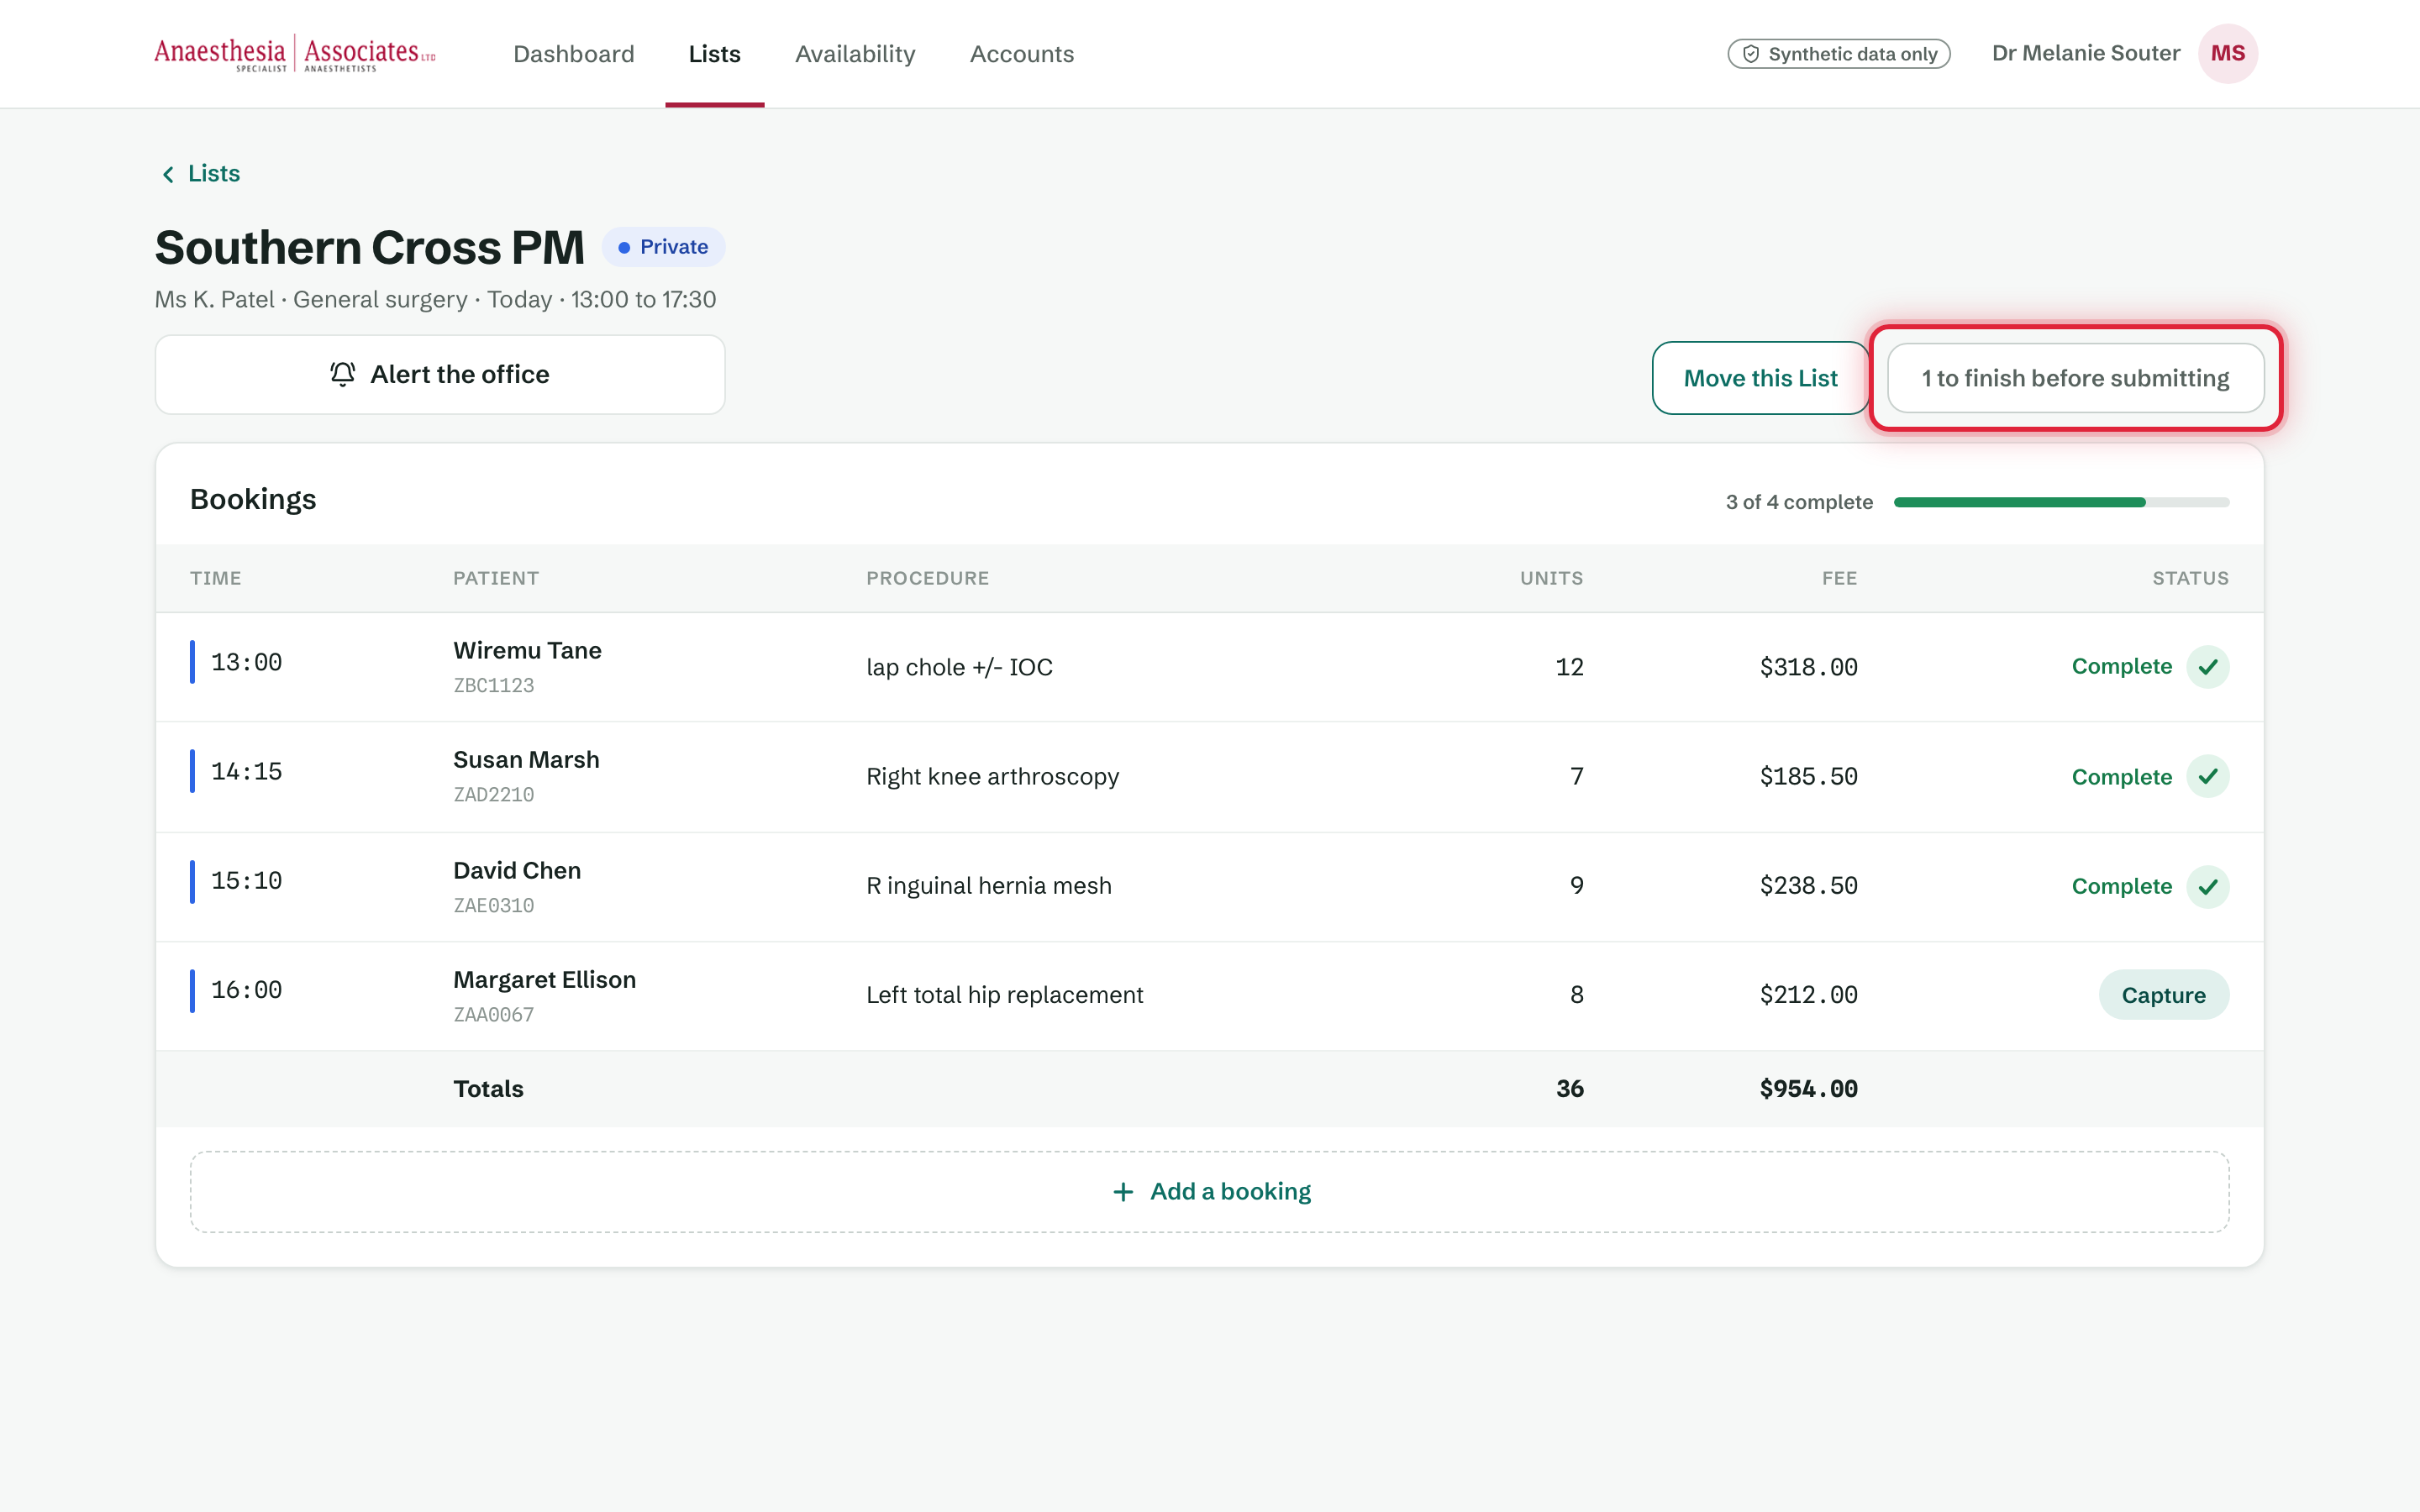 Anaesthesia | Associates LTD
SPECIALIST ANAESTHETISTS
Dashboard Lists Availability Accounts
Synthetic data only
Dr Melanie Souter MS
Lists
Southern Cross PM Private
Ms K. Patel · General surgery · Today · 13:00 to 17:30
Alert the office
Move this List
1 to finish before submitting
Bookings
3 of 4 complete
TIME PATIENT PROCEDURE UNITS FEE STATUS
13:00 Wiremu Tane lap chole +/- IOC 12 $318.00 Complete
ZBC1123
14:15 Susan Marsh Right knee arthroscopy 7 $185.50 Complete
ZAD2210
15:10 David Chen R inguinal hernia mesh 9 $238.50 Complete
ZAE0310
16:00 Margaret Ellison Left total hip replacement 8 $212.00 Capture
ZAA0067
Totals 36 $954.00
+ Add a booking